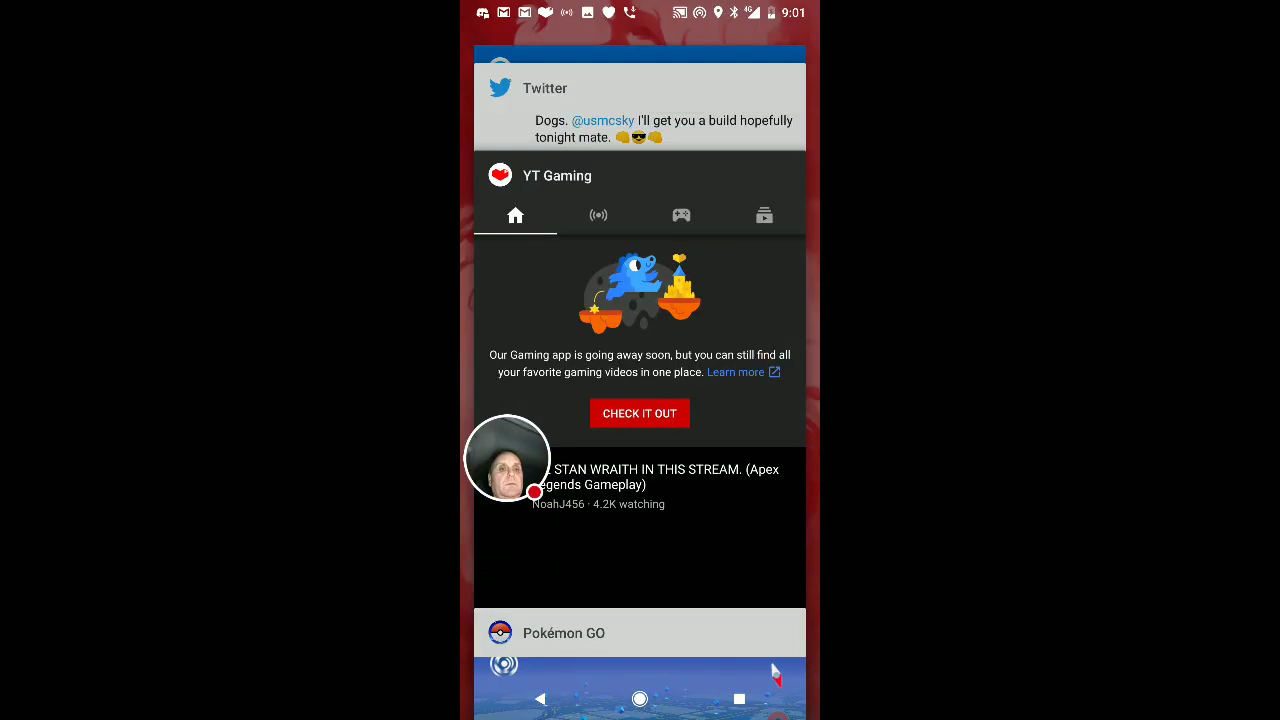 4G 9:01
Twitter
Dogs. @usmcsky I'll get you a build hopefully
tonight mate. 👊😎👊
YT Gaming
Our Gaming app is going away soon, but you can still find all
your favorite gaming videos in one place. Learn more
CHECK IT OUT
STAN WRAITH IN THIS STREAM. (Apex
Legends Gameplay)
NoahJ456 · 4.2K watching
Pokémon GO